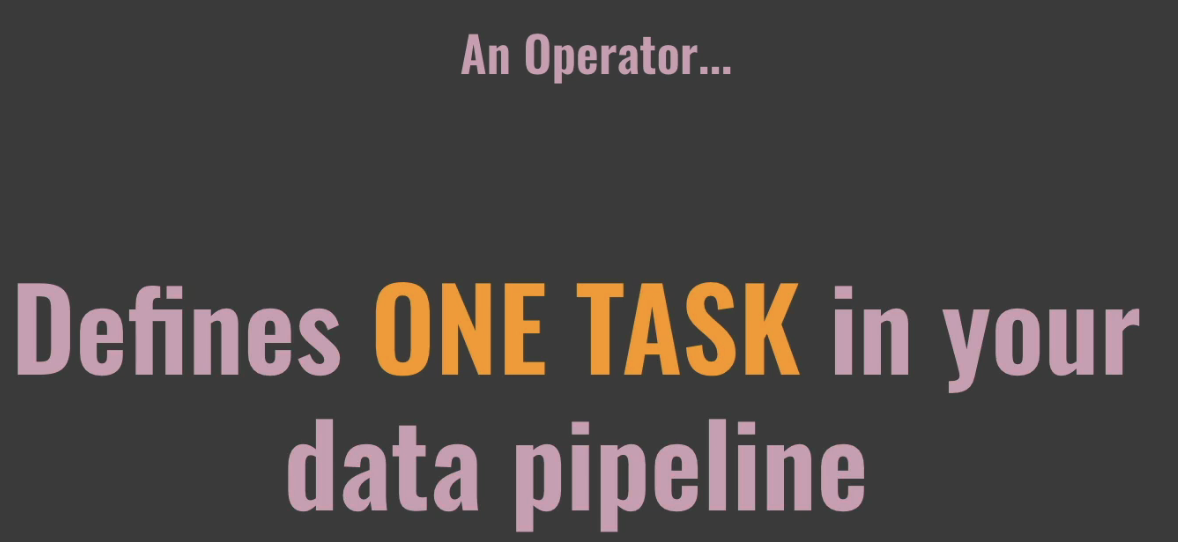 An Operator...
Defines ONE TASK in your
data pipeline